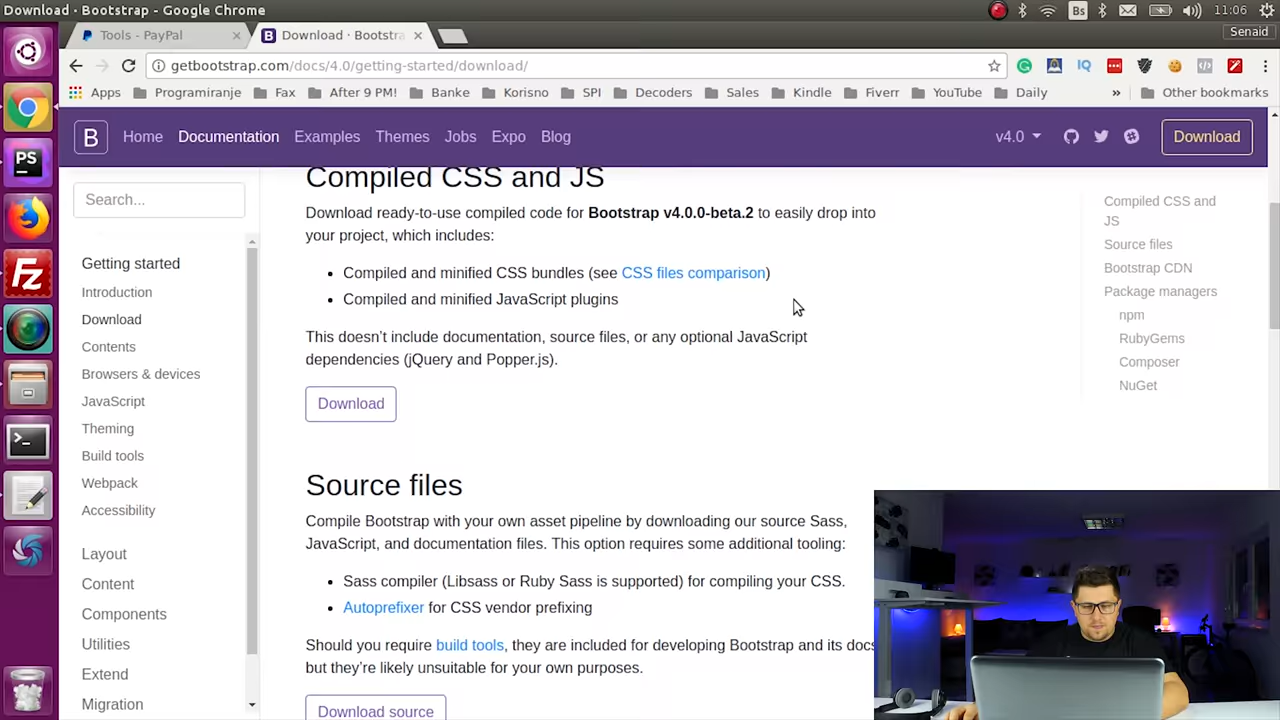 Download · Bootstrap - Google Chrome
Bs
11:06
Tools - PayPal
Download · Bootstra
Senaid
getbootstrap.com/docs/4.0/getting-started/download/
IQ
Apps
Programiranje
Fax
After 9 PM!
Banke
Korisno
SPI
Decoders
Sales
Kindle
Fiverr
YouTube
Daily
»
Other bookmarks
B
Home
Documentation
Examples
Themes
Jobs
Expo
Blog
v4.0
Download
PS
Fz
Search...
Getting started
Introduction
Download
Contents
Browsers & devices
JavaScript
Theming
Build tools
Webpack
Accessibility
Layout
Content
Components
Utilities
Extend
Migration
Compiled CSS and JS
Download ready-to-use compiled code for Bootstrap v4.0.0-beta.2 to easily drop into
your project, which includes:
• Compiled and minified CSS bundles (see CSS files comparison)
• Compiled and minified JavaScript plugins
This doesn’t include documentation, source files, or any optional JavaScript
dependencies (jQuery and Popper.js).
Download
Source files
Compile Bootstrap with your own asset pipeline by downloading our source Sass,
JavaScript, and documentation files. This option requires some additional tooling:
• Sass compiler (Libsass or Ruby Sass is supported) for compiling your CSS.
• Autoprefixer for CSS vendor prefixing
Should you require build tools, they are included for developing Bootstrap and its docs
but they’re likely unsuitable for your own purposes.
Download source
Compiled CSS and
JS
Source files
Bootstrap CDN
Package managers
npm
RubyGems
Composer
NuGet